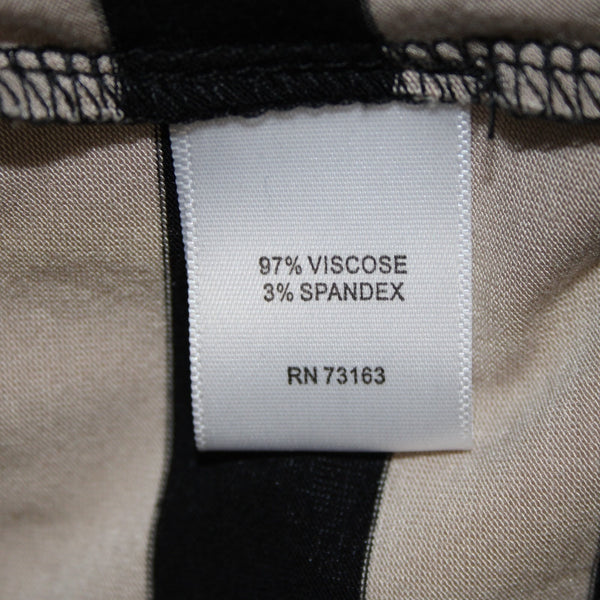 97% VISCOSE
3% SPANDEX
RN 73163